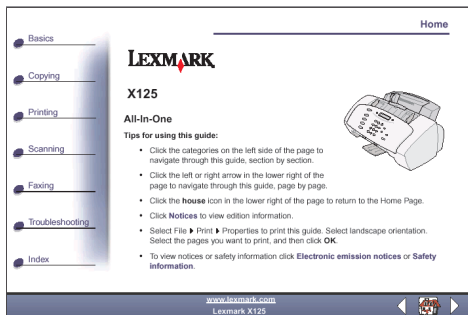 Home
Basics
Copying
Printing
Scanning
Faxing
Troubleshooting
Index
LEXMARK
X125
All-In-One
Tips for using this guide:
• Click the categories on the left side of the page to
navigate through this guide, section by section.
• Click the left or right arrow in the lower right of the
page to navigate through this guide, page by page.
• Click the house icon in the lower right of the page to return to the Home Page.
• Click Notices to view edition information.
• Select File ▶ Print ▶ Properties to print this guide. Select landscape orientation.
Select the pages you want to print, and then click OK.
• To view notices or safety information click Electronic emission notices or Safety
information.
www.lexmark.com
Lexmark X125